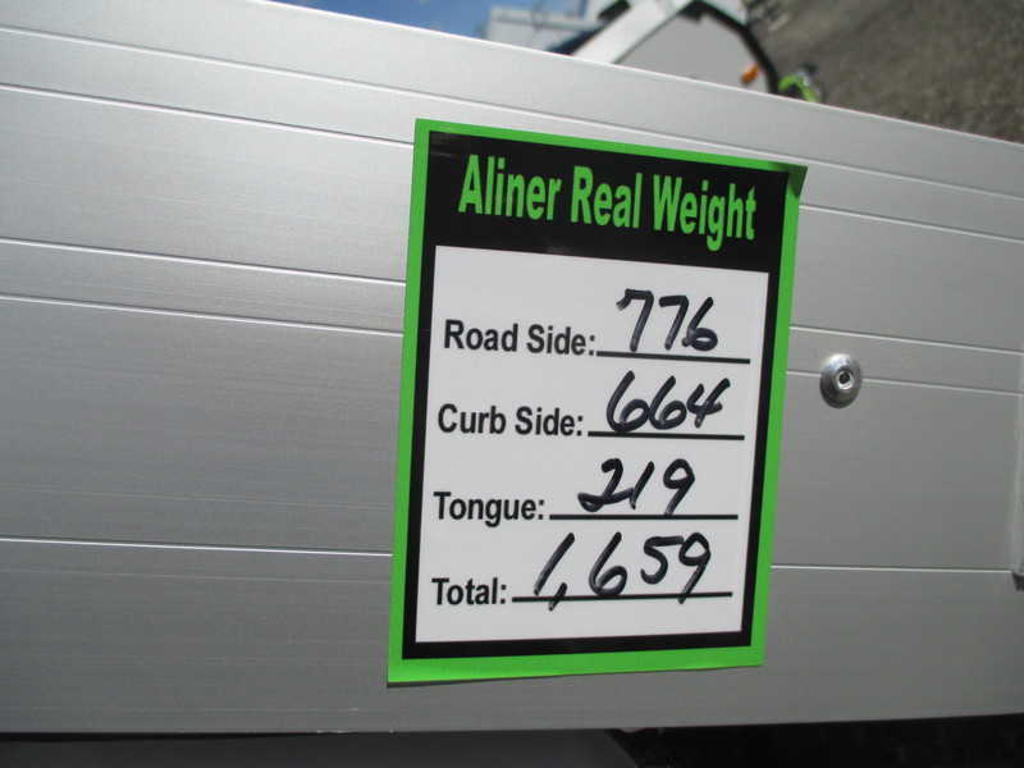 Aliner Real Weight
Road Side: 776
Curb Side: 664
Tongue: 219
Total: 1,659